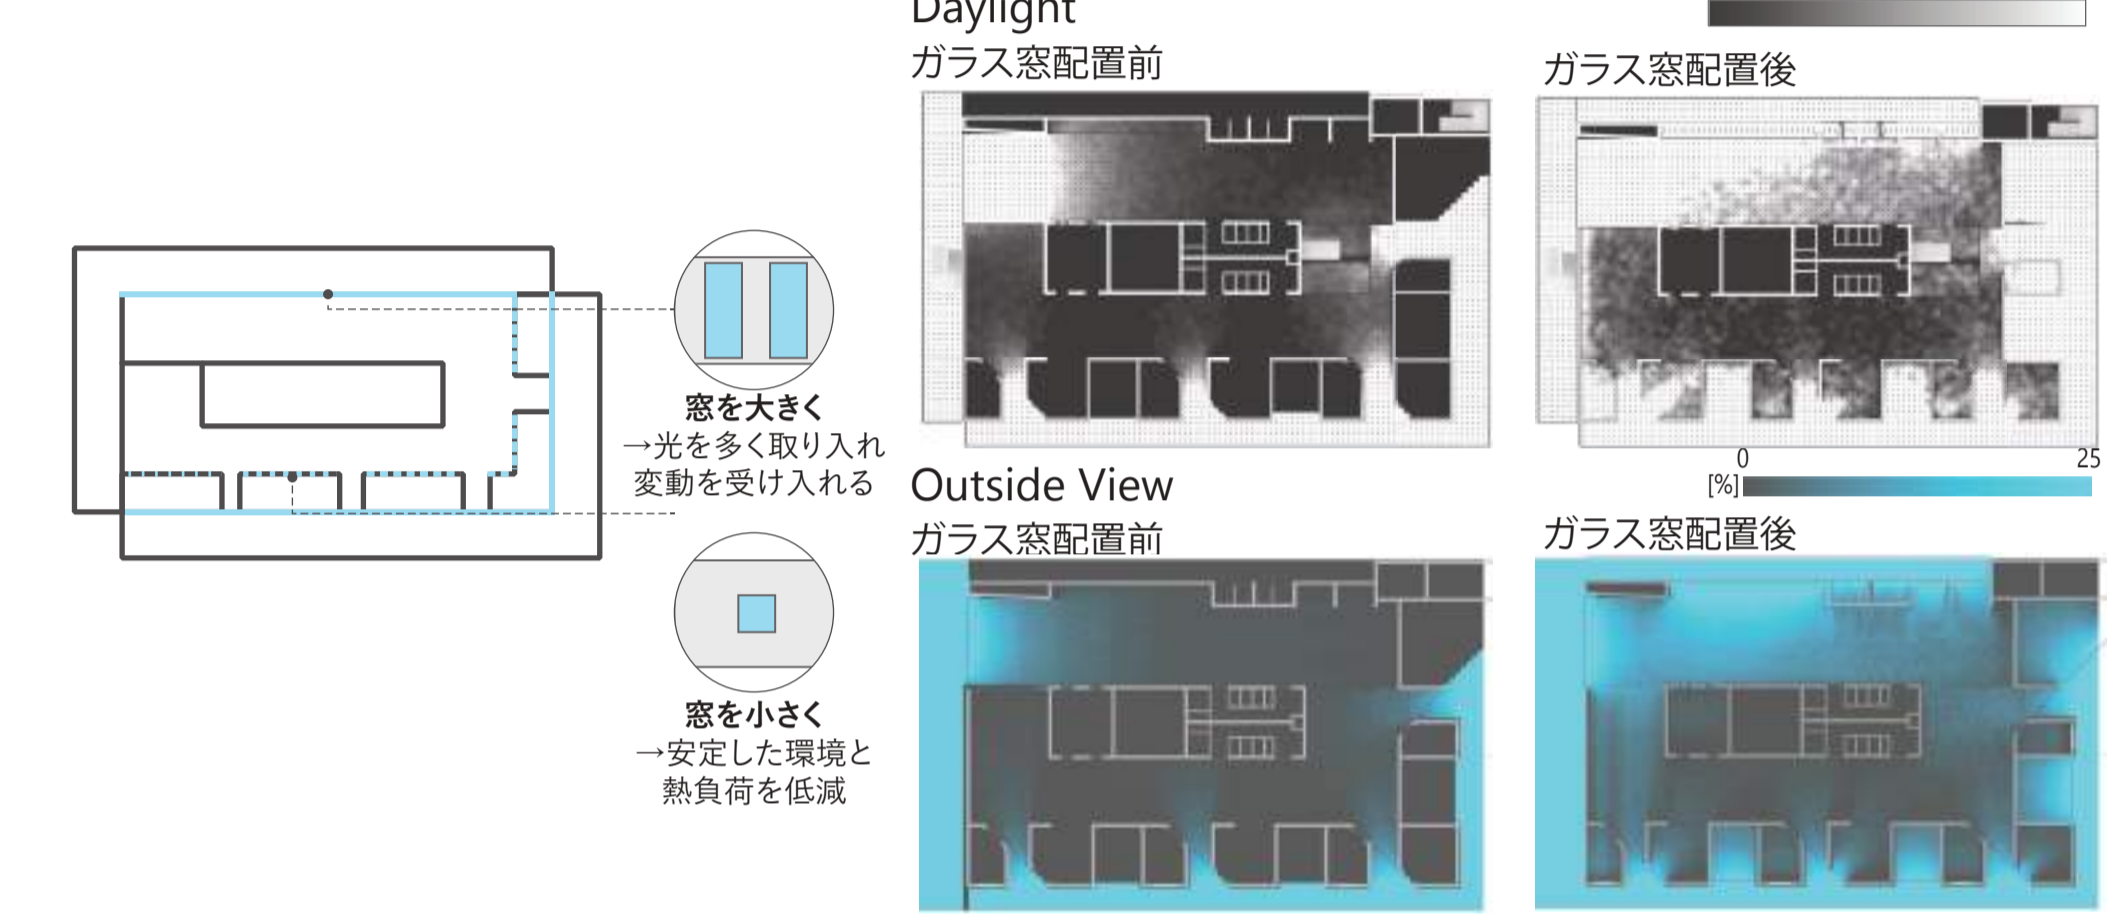 窓を大きく
→光を多く取り入れ
変動を受け入れる
窓を小さく
→安定した環境と
熱負荷を低減
Daylight
ガラス窓配置前
ガラス窓配置後
0 25
[%]
Outside View
ガラス窓配置前
ガラス窓配置後